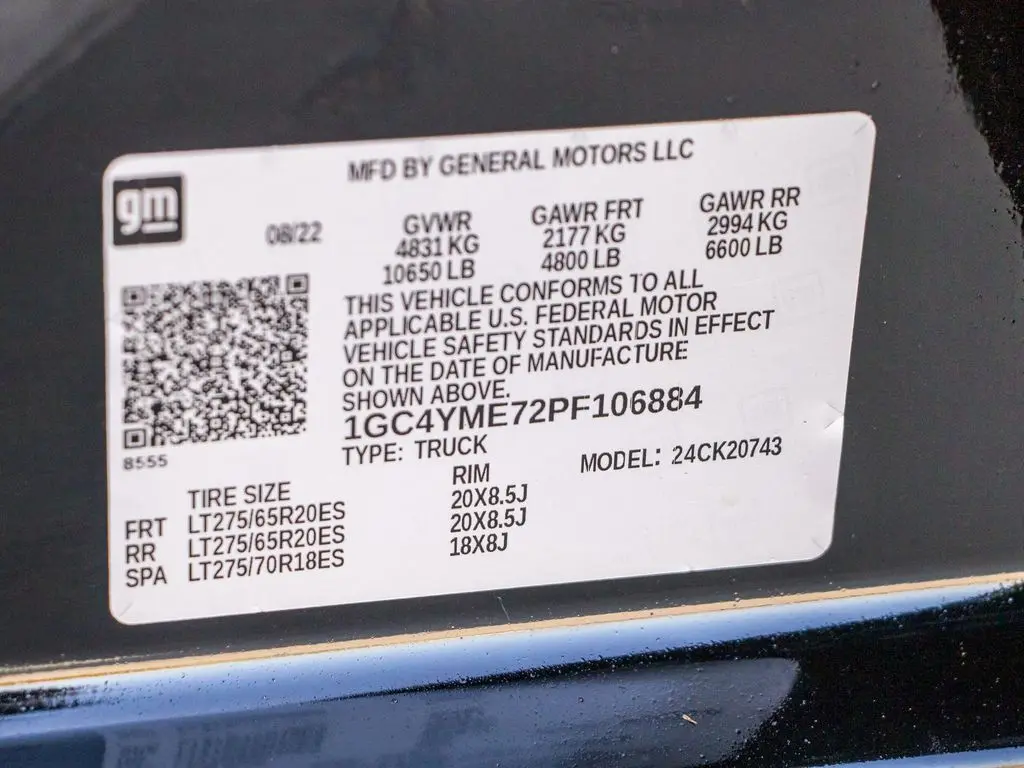 MFD BY GENERAL MOTORS LLC
gm
08/22
GVWR GAWR FRT GAWR RR
4831 KG 2177 KG 2994 KG
10650 LB 4800 LB 6600 LB
THIS VEHICLE CONFORMS TO ALL
APPLICABLE U.S. FEDERAL MOTOR
VEHICLE SAFETY STANDARDS IN EFFECT
ON THE DATE OF MANUFACTURE
SHOWN ABOVE.
1GC4YME72PF106884
8555
TYPE: TRUCK MODEL: 24CK20743
TIRE SIZE RIM
FRT LT275/65R20ES 20X8.5J
RR LT275/65R20ES 20X8.5J
SPA LT275/70R18ES 18X8J